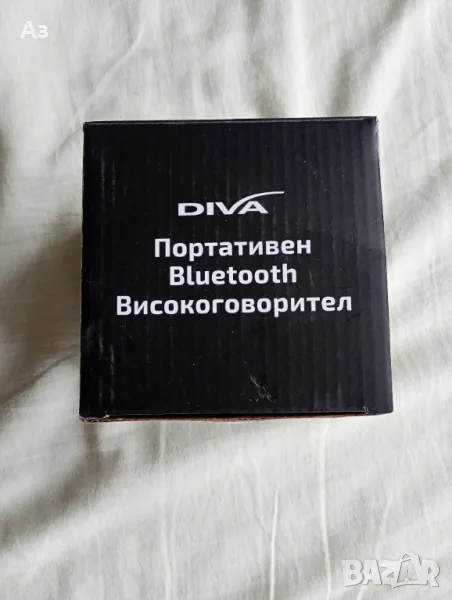 Аз
DIVA
Портативен
Bluetooth
Високоговорител
BAZAR